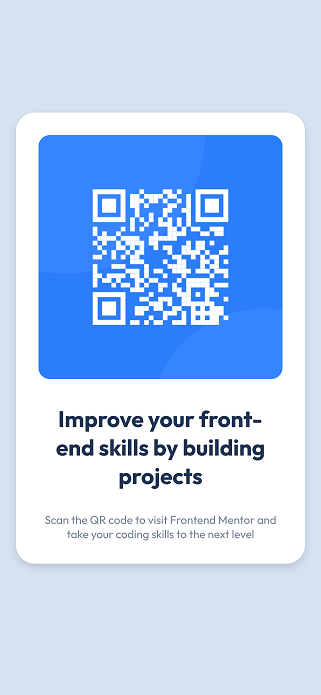 Improve your front-
end skills by building
projects
Scan the QR code to visit Frontend Mentor and
take your coding skills to the next level